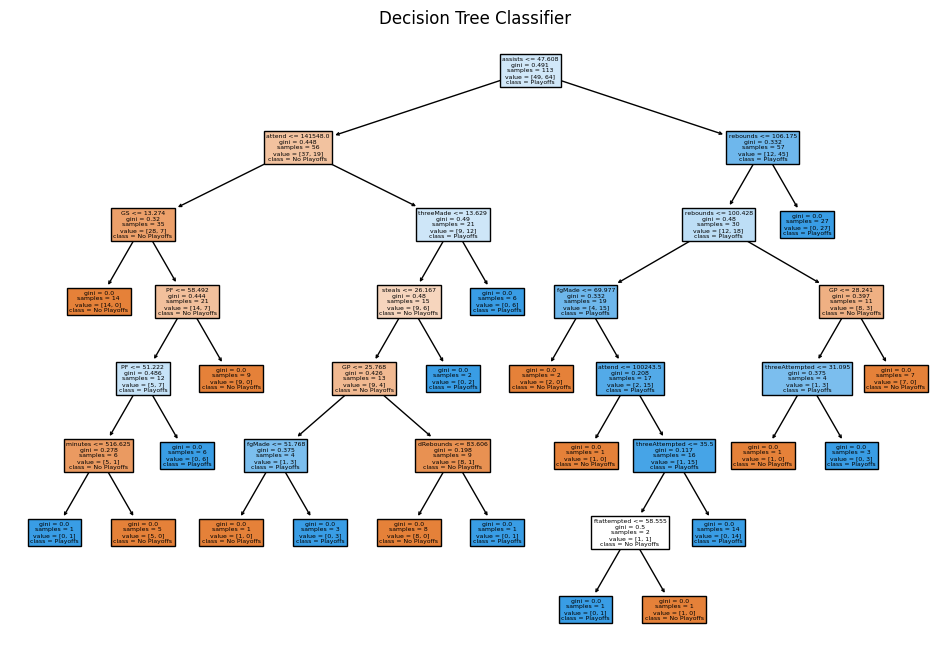 Decision Tree Classifier
assists <= 47.608
gini = 0.491
samples = 113
value = [49, 64]
class = Playoffs
attend <= 141548.0
gini = 0.448
samples = 56
value = [37, 19]
class = No Playoffs
rebounds <= 106.175
gini = 0.332
samples = 57
value = [12, 45]
class = Playoffs
GS <= 13.274
gini = 0.32
samples = 35
value = [28, 7]
class = No Playoffs
threeMade <= 13.629
gini = 0.49
samples = 21
value = [9, 12]
class = Playoffs
rebounds <= 100.428
gini = 0.48
samples = 30
value = [12, 18]
class = Playoffs
gini = 0.0
samples = 27
value = [0, 27]
class = Playoffs
gini = 0.0
samples = 14
value = [14, 0]
class = No Playoffs
PF <= 58.492
gini = 0.444
samples = 21
value = [14, 7]
class = No Playoffs
steals <= 26.167
gini = 0.48
samples = 15
value = [9, 6]
class = No Playoffs
gini = 0.0
samples = 6
value = [0, 6]
class = Playoffs
fgMade <= 69.977
gini = 0.332
samples = 19
value = [4, 15]
class = Playoffs
GP <= 28.241
gini = 0.397
samples = 11
value = [8, 3]
class = No Playoffs
PF <= 51.222
gini = 0.486
samples = 12
value = [5, 7]
class = Playoffs
gini = 0.0
samples = 9
value = [9, 0]
class = No Playoffs
GP <= 25.768
gini = 0.426
samples = 13
value = [9, 4]
class = No Playoffs
gini = 0.0
samples = 2
value = [0, 2]
class = Playoffs
gini = 0.0
samples = 2
value = [2, 0]
class = No Playoffs
attend <= 100243.5
gini = 0.208
samples = 17
value = [2, 15]
class = Playoffs
threeAttempted <= 31.095
gini = 0.375
samples = 4
value = [1, 3]
class = Playoffs
gini = 0.0
samples = 7
value = [7, 0]
class = No Playoffs
minutes <= 516.625
gini = 0.278
samples = 6
value = [5, 1]
class = No Playoffs
gini = 0.0
samples = 6
value = [0, 6]
class = Playoffs
fgMade <= 51.768
gini = 0.375
samples = 4
value = [1, 3]
class = Playoffs
dRebounds <= 83.606
gini = 0.198
samples = 9
value = [8, 1]
class = No Playoffs
gini = 0.0
samples = 1
value = [1, 0]
class = No Playoffs
threeAttempted <= 35.5
gini = 0.117
samples = 16
value = [1, 15]
class = Playoffs
gini = 0.0
samples = 1
value = [1, 0]
class = No Playoffs
gini = 0.0
samples = 3
value = [0, 3]
class = Playoffs
gini = 0.0
samples = 1
value = [0, 1]
class = Playoffs
gini = 0.0
samples = 5
value = [5, 0]
class = No Playoffs
gini = 0.0
samples = 1
value = [1, 0]
class = No Playoffs
gini = 0.0
samples = 3
value = [0, 3]
class = Playoffs
gini = 0.0
samples = 8
value = [8, 0]
class = No Playoffs
gini = 0.0
samples = 1
value = [0, 1]
class = Playoffs
ftattempted <= 58.555
gini = 0.5
samples = 2
value = [1, 1]
class = No Playoffs
gini = 0.0
samples = 14
value = [0, 14]
class = Playoffs
gini = 0.0
samples = 1
value = [0, 1]
class = Playoffs
gini = 0.0
samples = 1
value = [1, 0]
class = No Playoffs